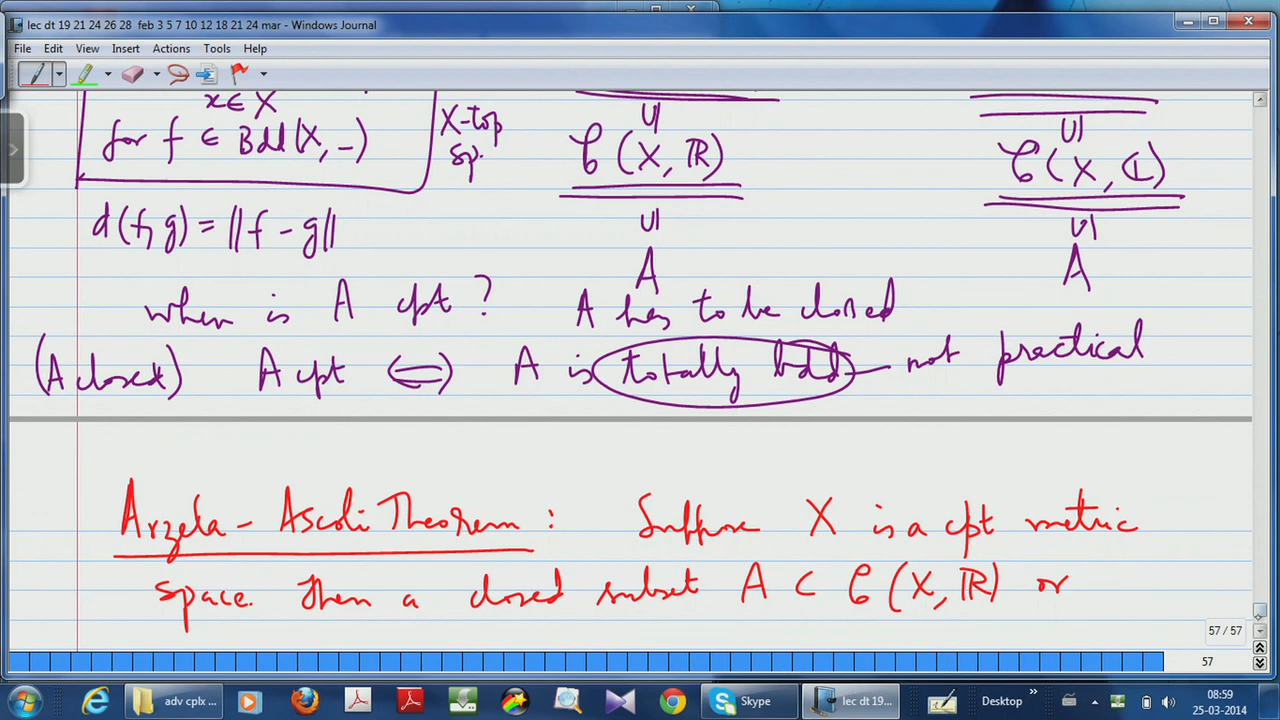 lec dt 19 21 24 26 28 feb 3 5 7 10 12 18 21 24 mar - Windows Journal
File Edit View Insert Actions Tools Help
x ∈ X
for f ∈ Bdd(X, –)
X-top sp.
∪|
𝒞(X, ℝ)
∪|
𝒞(X, ℂ)
d(f, g) = ||f - g||
∪|
∪|
A
A
when is A cpt? A has to be closed
(A closed) A cpt ⟺ A is totally bdd — not practical
Arzela - Ascoli Theorem : Suppose X is a cpt metric
space. Then a closed subset A ⊂ 𝒞(X, ℝ) or
57 / 57
57
adv cplx ...
Skype
lec dt 19...
Desktop
08:59
25-03-2014